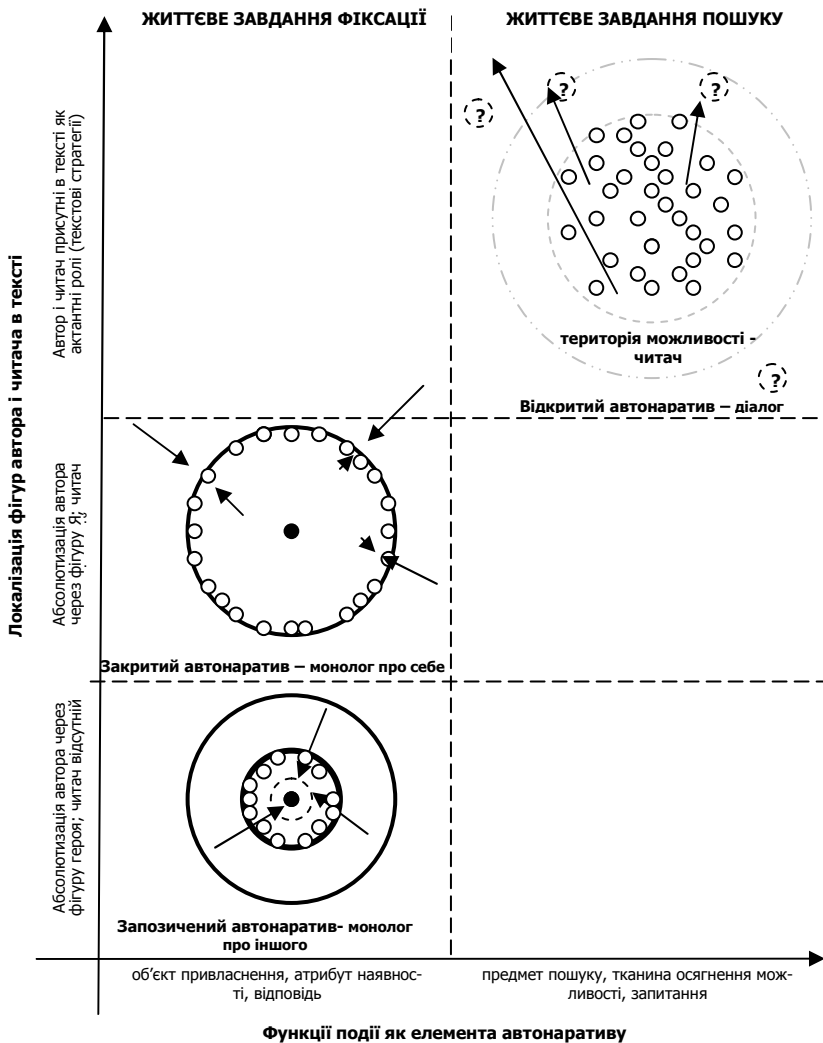 ЖИТТЄВЕ ЗАВДАННЯ ФІКСАЦІЇ
ЖИТТЄВЕ ЗАВДАННЯ ПОШУКУ
Локалізація фігур автора і читача в тексті
Автор і читач присутні в тексті як
актантні ролі (текстові стратегії)
?
?
?
територія можливості -
читач
?
Відкритий автонаратив – діалог
Абсолютизація автора
через фігуру Я; читач
Закритий автонаратив – монолог про себе
Абсолютизація автора через
фігуру героя; читач відсутній
Запозичений автонаратив- монолог
про іншого
об’єкт привласнення, атрибут наявнос-
ті, відповідь
предмет пошуку, тканина осягнення мож-
ливості, запитання
Функції події як елемента автонаративу